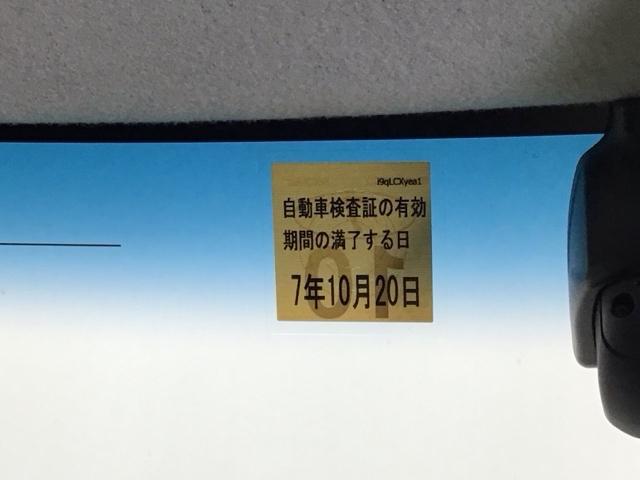 i9qLCXyea1
自動車検査証の有効
期間の満了する日
7年10月20日